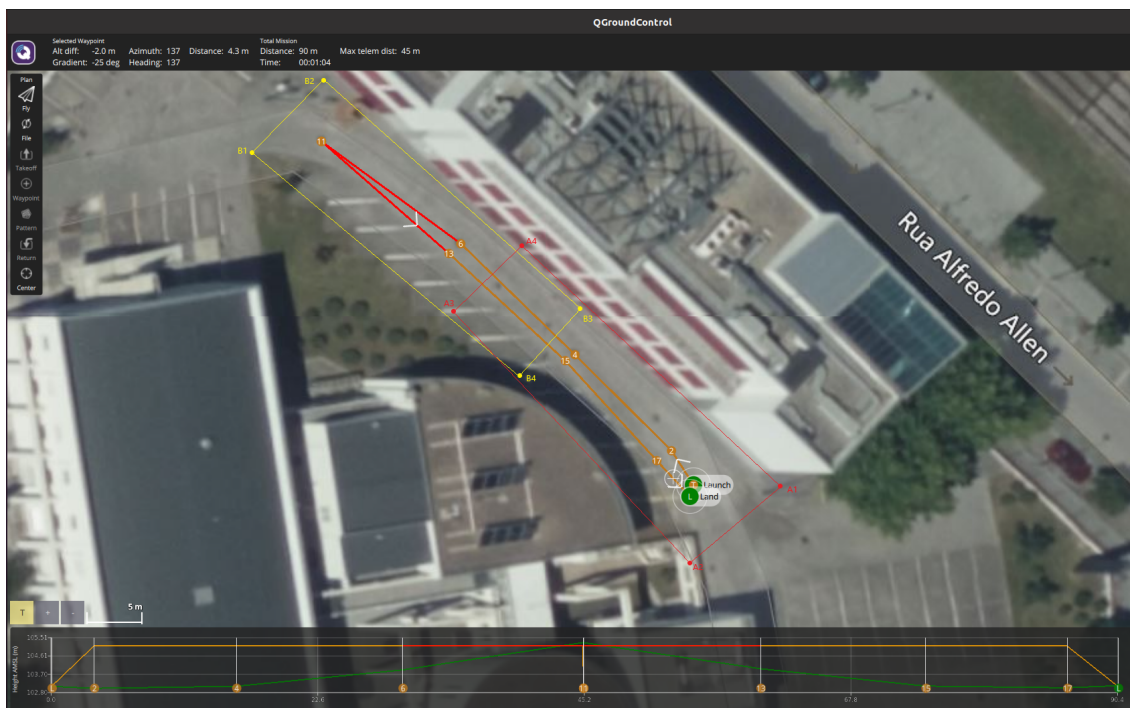 QGroundControl
Selected Waypoint
Alt diff: -2.0 m Azimuth: 137 Distance: 4.3 m
Gradient: -25 deg Heading: 137
Total Mission
Distance: 90 m Max telem dist: 45 m
Time: 00:01:04
Plan
Fly
File
Takeoff
Waypoint
Pattern
Return
Center
B2
11
B1
6
A4
13
Rua Alfredo Allen
A3
B3
4
15
B4
2
17
Launch
A1
L Land
T + -
5 m
Height AMSL (m)
105.51
104.61
103.70
102.80
2 4 6 13 15 17 L
0.0 22.6 45.2 67.8 90.4